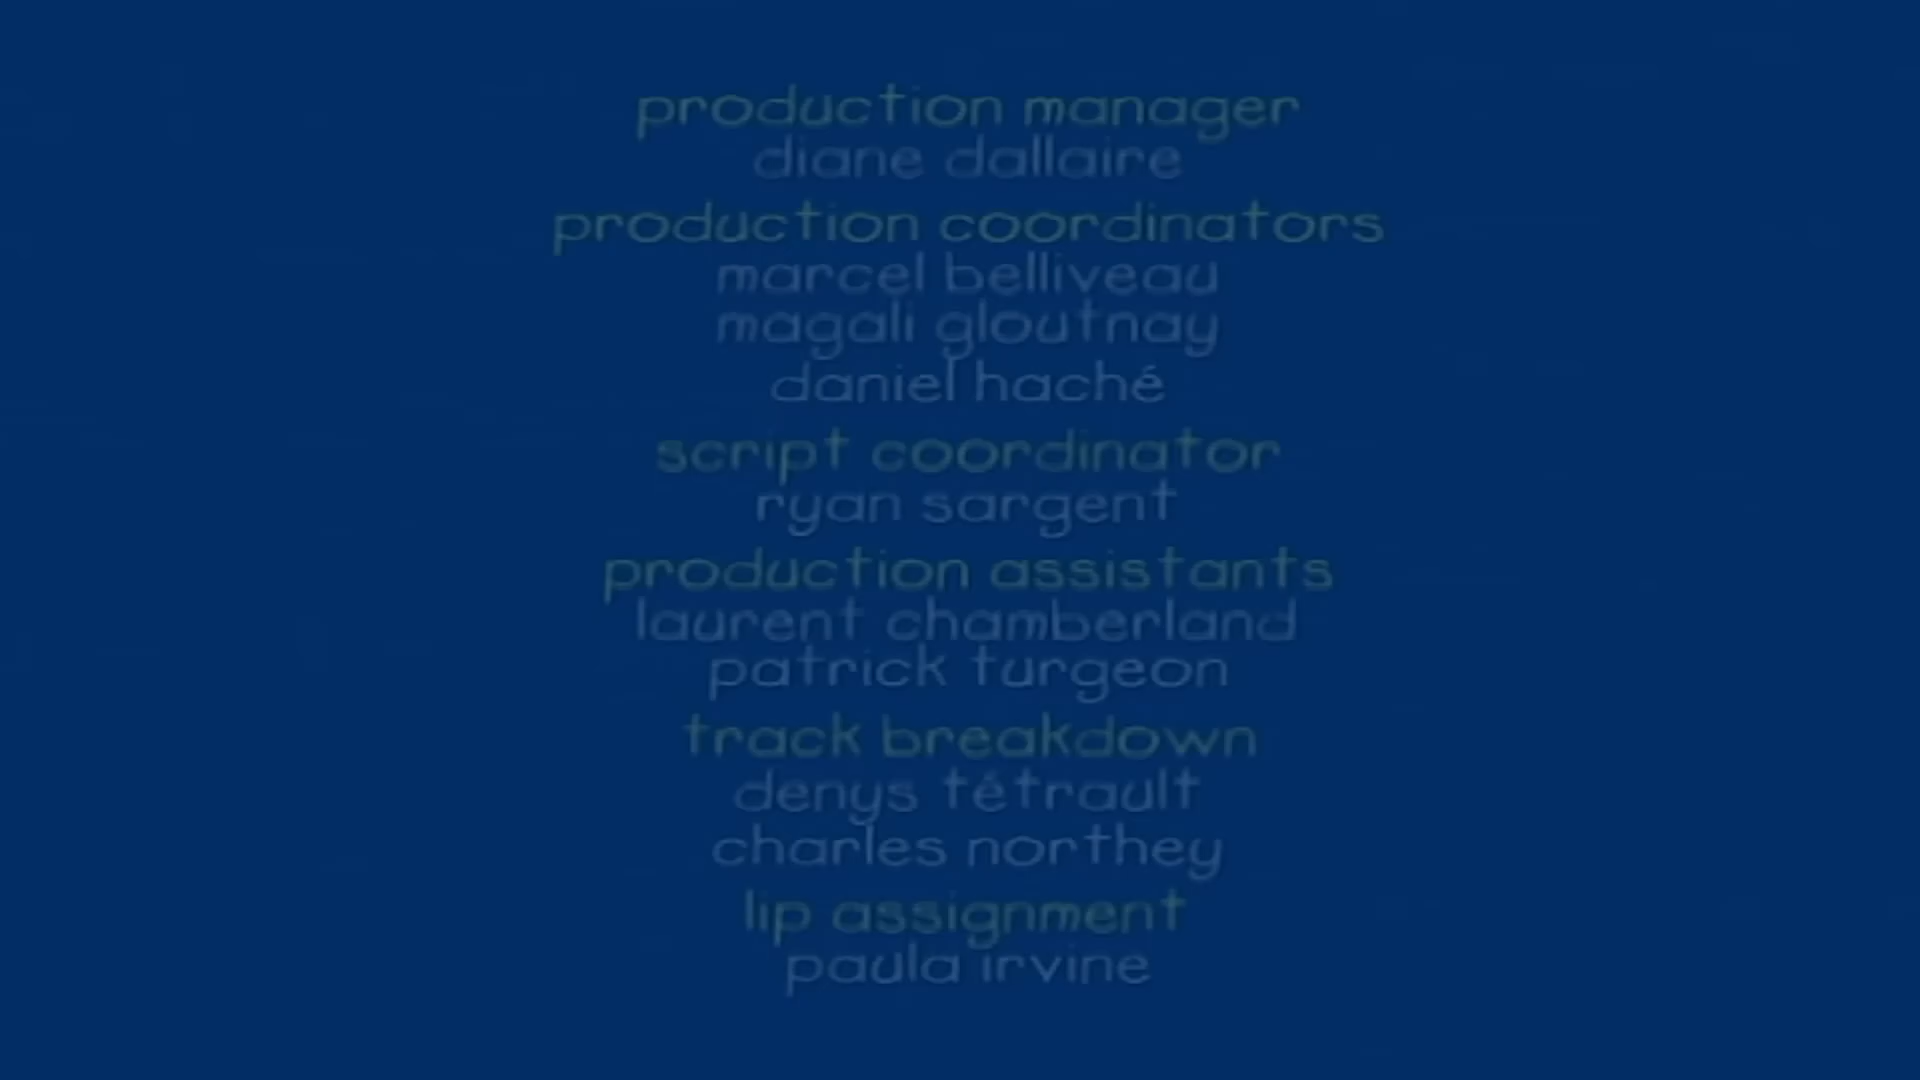 production manager
diane dallaire
production coordinators
marcel belliveau
magali gloutnay
daniel haché
script coordinator
ryan sargent
production assistants
laurent chamberland
patrick turgeon
track breakdown
denys tétrault
charles northey
lip assignment
paula irvine